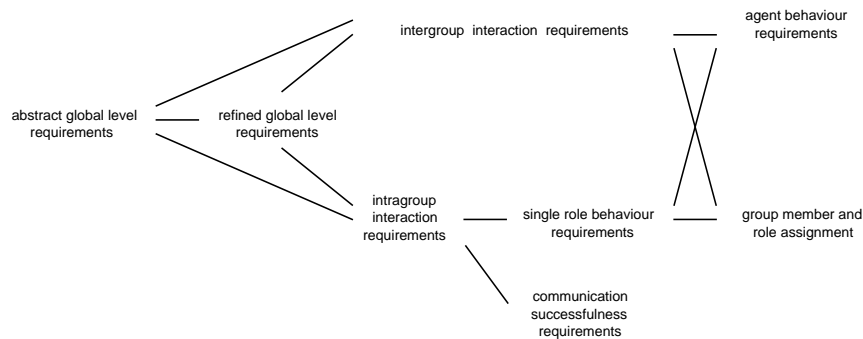 abstract global level
requirements
refined global level
requirements
intergroup interaction requirements
intragroup
interaction
requirements
single role behaviour
requirements
communication
successfulness
requirements
agent behaviour
requirements
group member and
role assignment